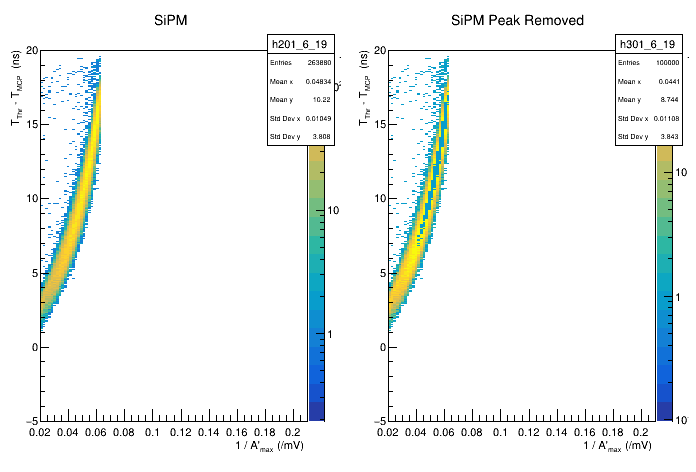 SiPM
h201_6_19
Entries 263880
Mean x 0.04834
Mean y 10.22
Std Dev x 0.01049
Std Dev y 3.808
T_Thr - T_MCP (ns)
20
15
10
5
0
−5
0.02 0.04 0.06 0.08 0.1 0.12 0.14 0.16 0.18 0.2
1 / A'_max (/mV)
10
1
SiPM Peak Removed
h301_6_19
Entries 100000
Mean x 0.0441
Mean y 8.744
Std Dev x 0.01108
Std Dev y 3.843
T_Thr - T_MCP (ns)
20
15
10
5
0
−5
0.02 0.04 0.06 0.08 0.1 0.12 0.14 0.16 0.18 0.2
1 / A'_max (/mV)
10
1
10